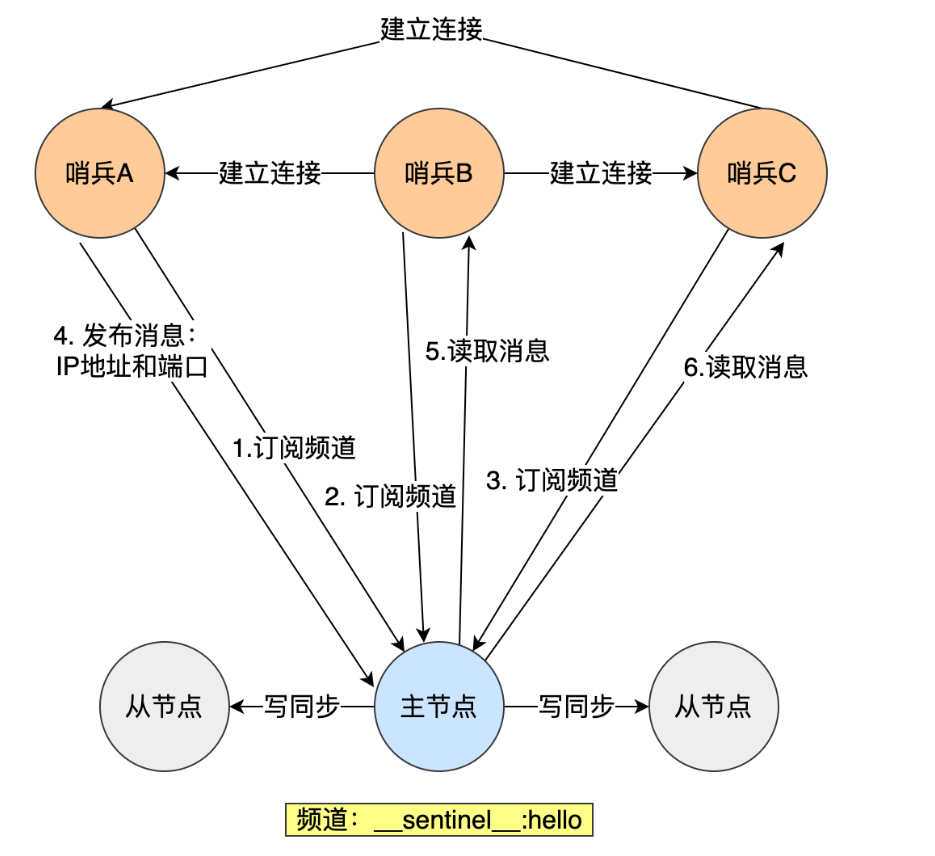 建立连接
哨兵A
建立连接
哨兵B
建立连接
哨兵C
4. 发布消息：
IP地址和端口
5.读取消息
6.读取消息
1.订阅频道
2. 订阅频道
3. 订阅频道
从节点
写同步
主节点
写同步
从节点
频道：__sentinel__:hello